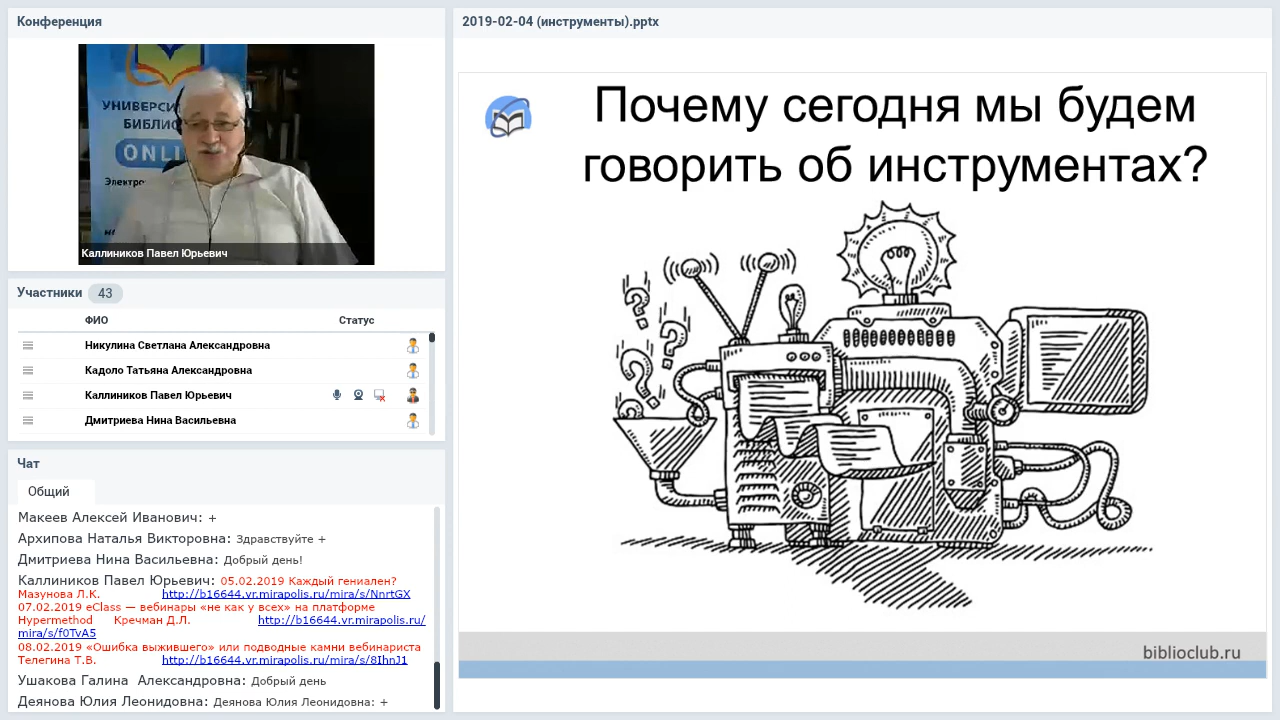 Конференция
УНИВЕРСИ
БИБЛИО
ONLI
Электро
Каллиников Павел Юрьевич
Участники 43
ФИО Статус
Никулина Светлана Александровна
Кадоло Татьяна Александровна
Каллиников Павел Юрьевич
Дмитриева Нина Васильевна
Чат
Общий
Макеев Алексей Иванович: +
Архипова Наталья Викторовна: Здравствуйте +
Дмитриева Нина Васильевна: Добрый день!
Каллиников Павел Юрьевич: 05.02.2019 Каждый гениален?
Мазунова Л.К. http://b16644.vr.mirapolis.ru/mira/s/NnrtGX
07.02.2019 eClass — вебинары «не как у всех» на платформе
Hypermethod Кречман Д.Л. http://b16644.vr.mirapolis.ru/
mira/s/f0TvA5
08.02.2019 «Ошибка выжившего» или подводные камни вебинариста
Телегина Т.В. http://b16644.vr.mirapolis.ru/mira/s/8IhnJ1
Ушакова Галина Александровна: Добрый день
Деянова Юлия Леонидовна: Деянова Юлия Леонидовна: +
2019-02-04 (инструменты).pptx
Почему сегодня мы будем
говорить об инструментах?
biblioclub.ru